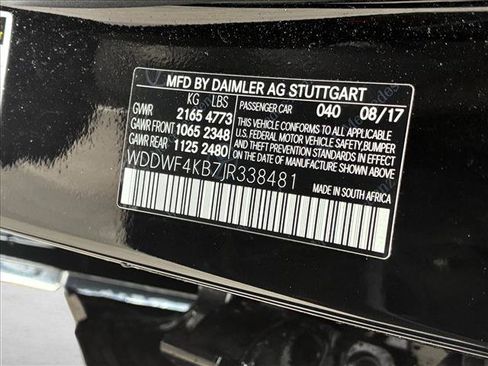 MFD BY DAIMLER AG STUTTGART
KG LBS
GVWR 2165 4773 PASSENGER CAR 040 08/17
GAWR FRONT 1065 2348
GAWR REAR 1125 2480
THIS VEHICLE CONFORMS TO ALL APPLICABLE
U.S. FEDERAL MOTOR VEHICLE SAFETY, BUMPER,
AND THEFT PREVENTION STANDARDS IN EFFECT
ON THE DATE OF MANUFACTURE SHOWN ABOVE
WDDWF4KB7JR338481
MADE IN SOUTH AFRICA